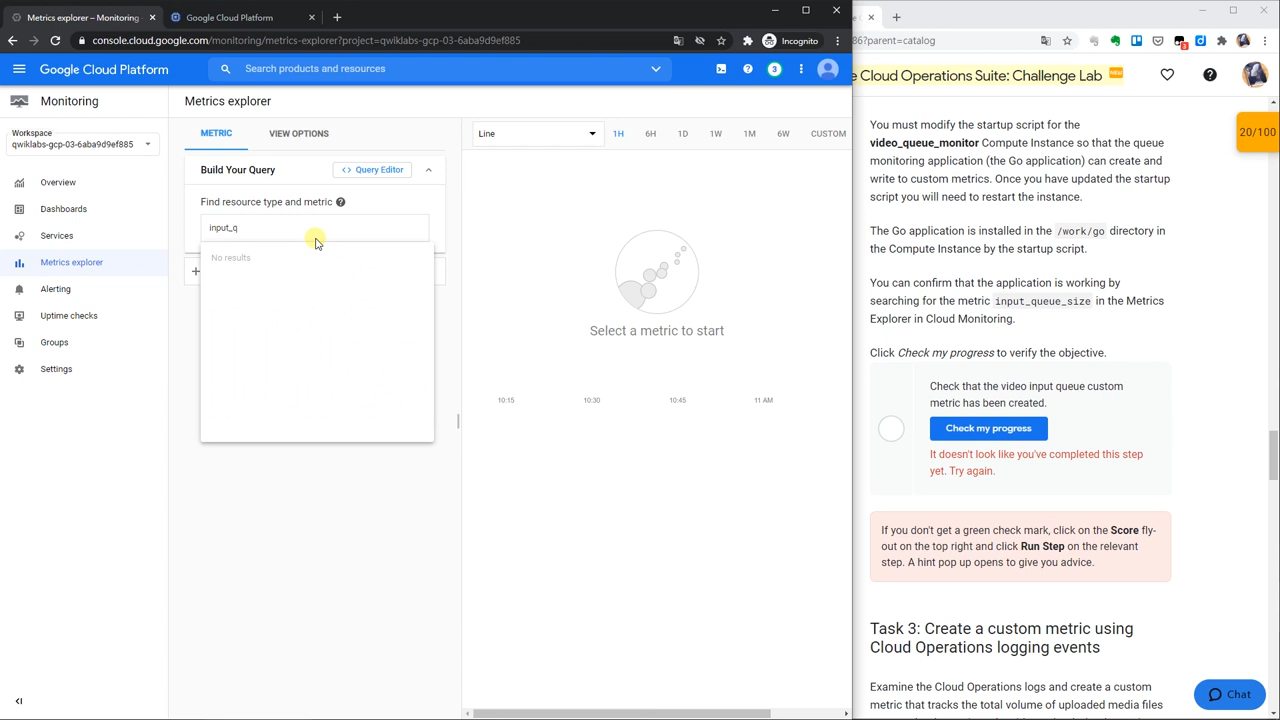 Metrics explorer - Monitoring -
Google Cloud Platform
console.cloud.google.com/monitoring/metrics-explorer?project=qwiklabs-gcp-03-6aba9d9ef885
Incognito
86?parent=catalog
3
Google Cloud Platform
Search products and resources
3
e Cloud Operations Suite: Challenge Lab
NEW
Monitoring
Workspace
qwiklabs-gcp-03-6aba9d9ef885
Overview
Dashboards
Services
Metrics explorer
Alerting
Uptime checks
Groups
Settings
Metrics explorer
METRIC
VIEW OPTIONS
Build Your Query
Query Editor
Find resource type and metric
input_q
No results
Line
1H
6H
1D
1W
1M
6W
CUSTOM
Select a metric to start
10:15
10:30
10:45
11 AM
20/100
You must modify the startup script for the
video_queue_monitor Compute Instance so that the queue
monitoring application (the Go application) can create and
write to custom metrics. Once you have updated the startup
script you will need to restart the instance.
The Go application is installed in the /work/go directory in
the Compute Instance by the startup script.
You can confirm that the application is working by
searching for the metric input_queue_size in the Metrics
Explorer in Cloud Monitoring.
Click Check my progress to verify the objective.
Check that the video input queue custom
metric has been created.
Check my progress
It doesn't look like you've completed this step
yet. Try again.
If you don't get a green check mark, click on the Score fly-
out on the top right and click Run Step on the relevant
step. A hint pop up opens to give you advice.
Task 3: Create a custom metric using
Cloud Operations logging events
Examine the Cloud Operations logs and create a custom
metric that tracks the total volume of uploaded media files
Chat